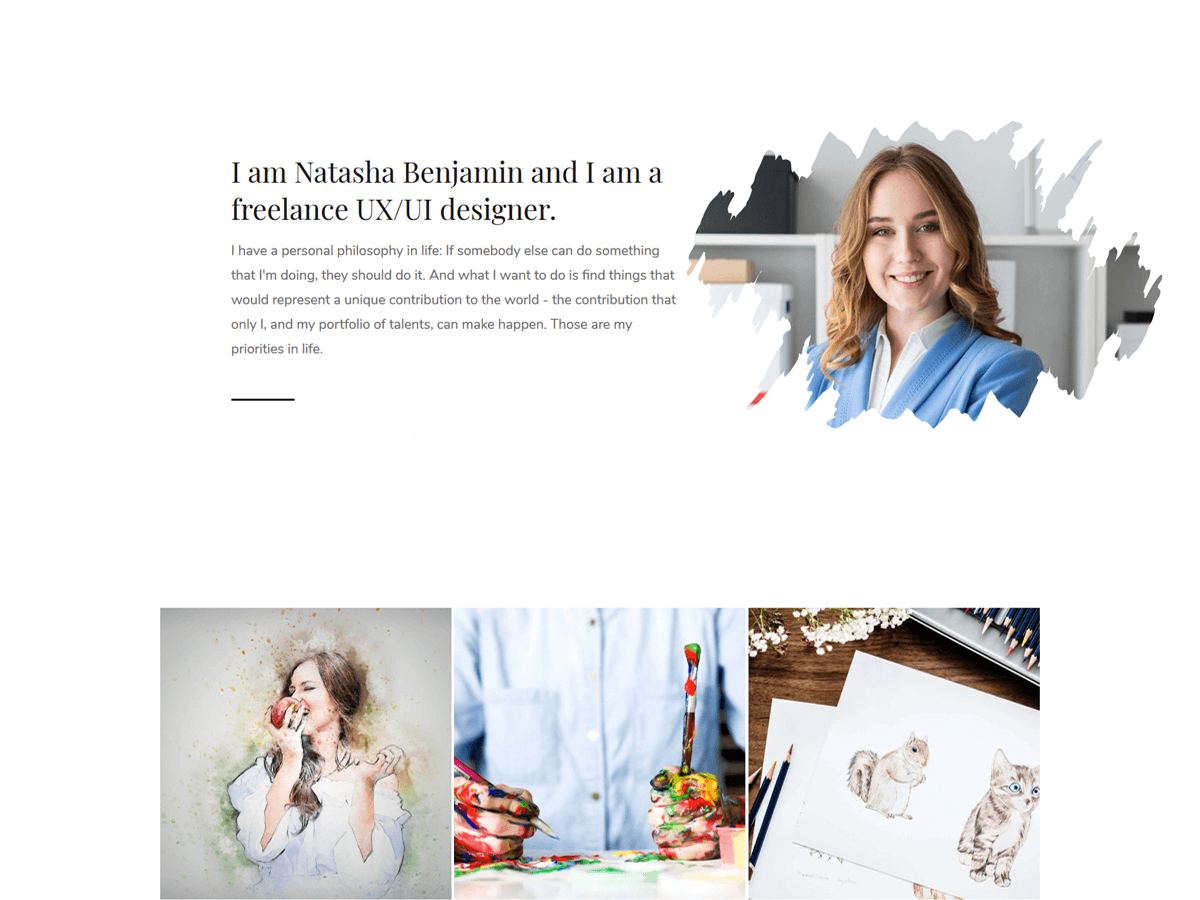 I am Natasha Benjamin and I am a
freelance UX/UI designer.
I have a personal philosophy in life: If somebody else can do something
that I'm doing, they should do it. And what I want to do is find things that
would represent a unique contribution to the world - the contribution that
only I, and my portfolio of talents, can make happen. Those are my
priorities in life.